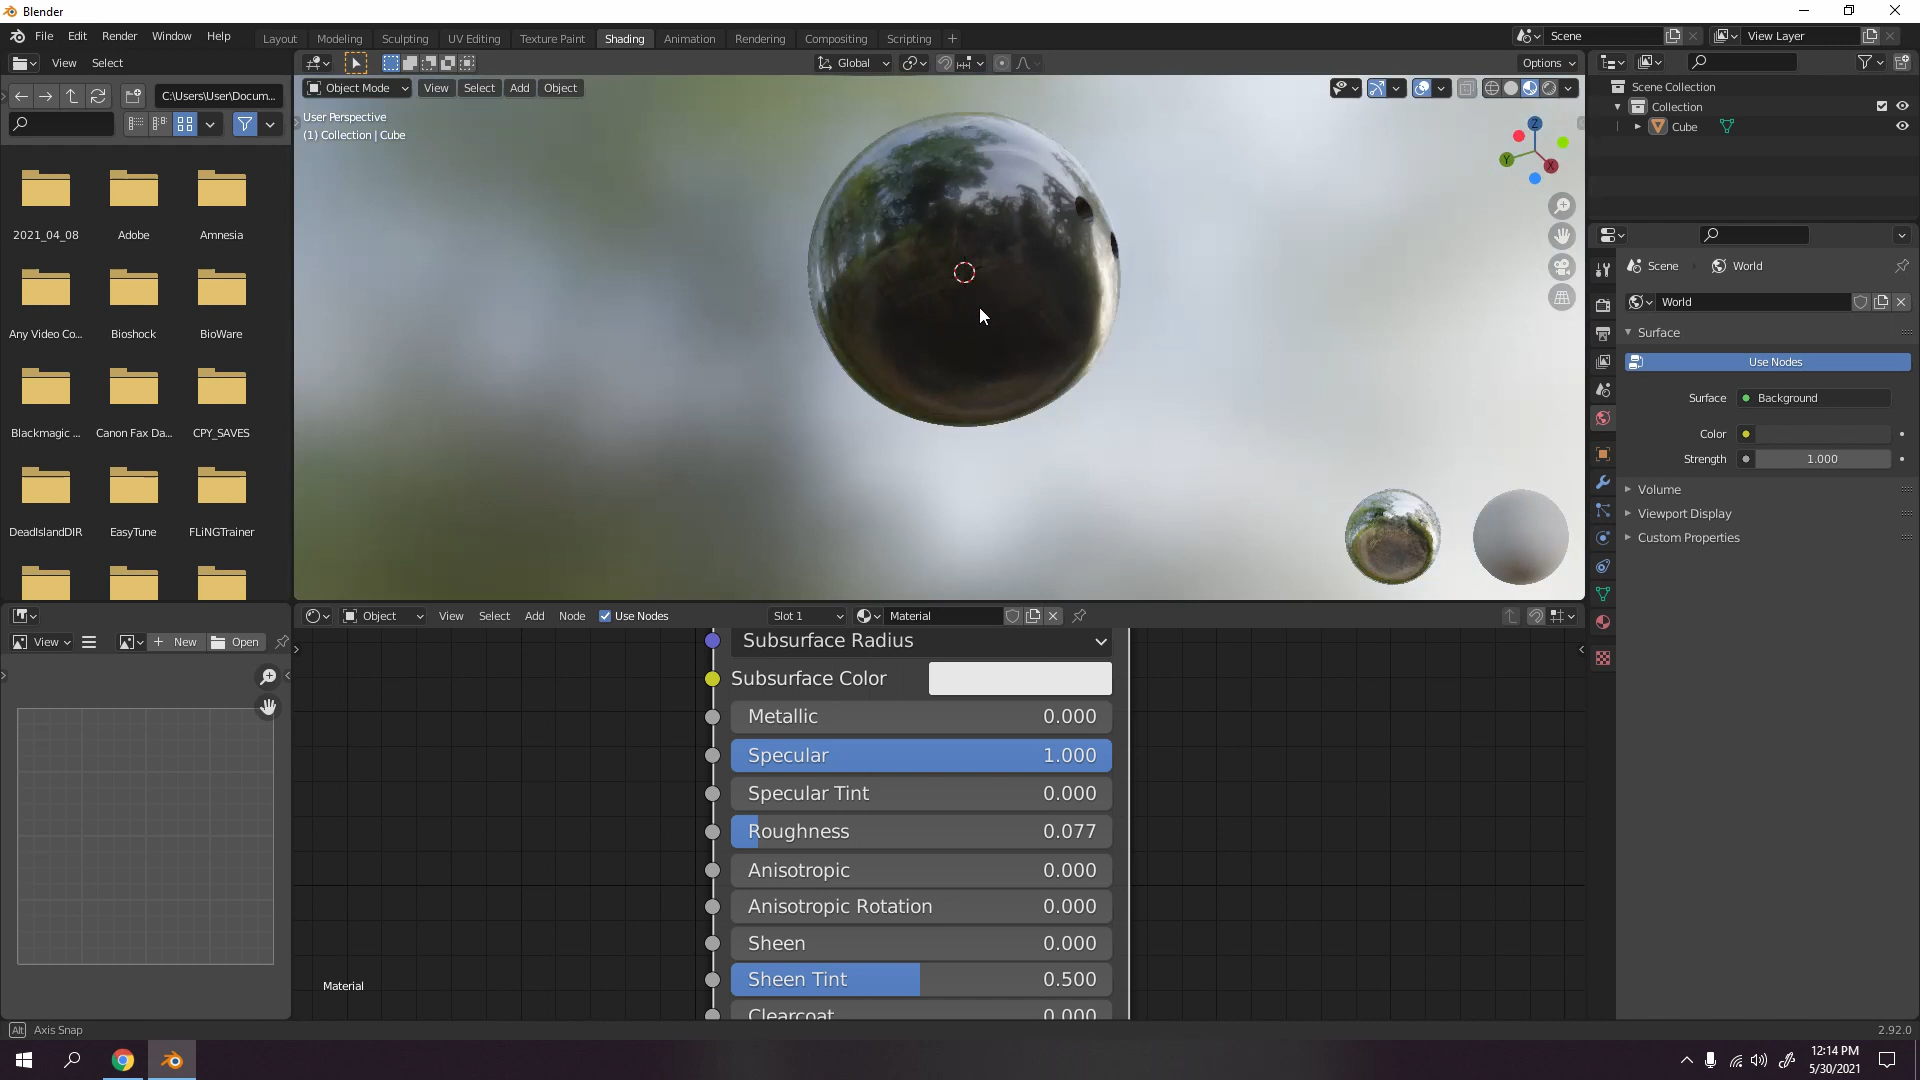 Blender
File Edit Render Window Help
Layout Modeling Sculpting UV Editing Texture Paint Shading Animation Rendering Compositing Scripting +
Scene
View Layer
View Select
Global
Options
C:\Users\User\Docum...
Object Mode View Select Add Object
User Perspective
(1) Collection | Cube
Z
Y
X
2021_04_08 Adobe Amnesia
Any Video Co... Bioshock BioWare
Blackmagic ... Canon Fax Da... CPY_SAVES
DeadIslandDIR EasyTune FLiNGTrainer
Scene Collection
Collection
Cube
Scene World
World
Surface
Use Nodes
Surface Background
Color
Strength 1.000
Volume
Viewport Display
Custom Properties
View + New Open
Object View Select Add Node Use Nodes Slot 1 Material
Subsurface Radius
Subsurface Color
Metallic 0.000
Specular 1.000
Specular Tint 0.000
Roughness 0.077
Anisotropic 0.000
Anisotropic Rotation 0.000
Sheen 0.000
Sheen Tint 0.500
Clearcoat 0.000
Material
Alt Axis Snap
2.92.0
12:14 PM
5/30/2021